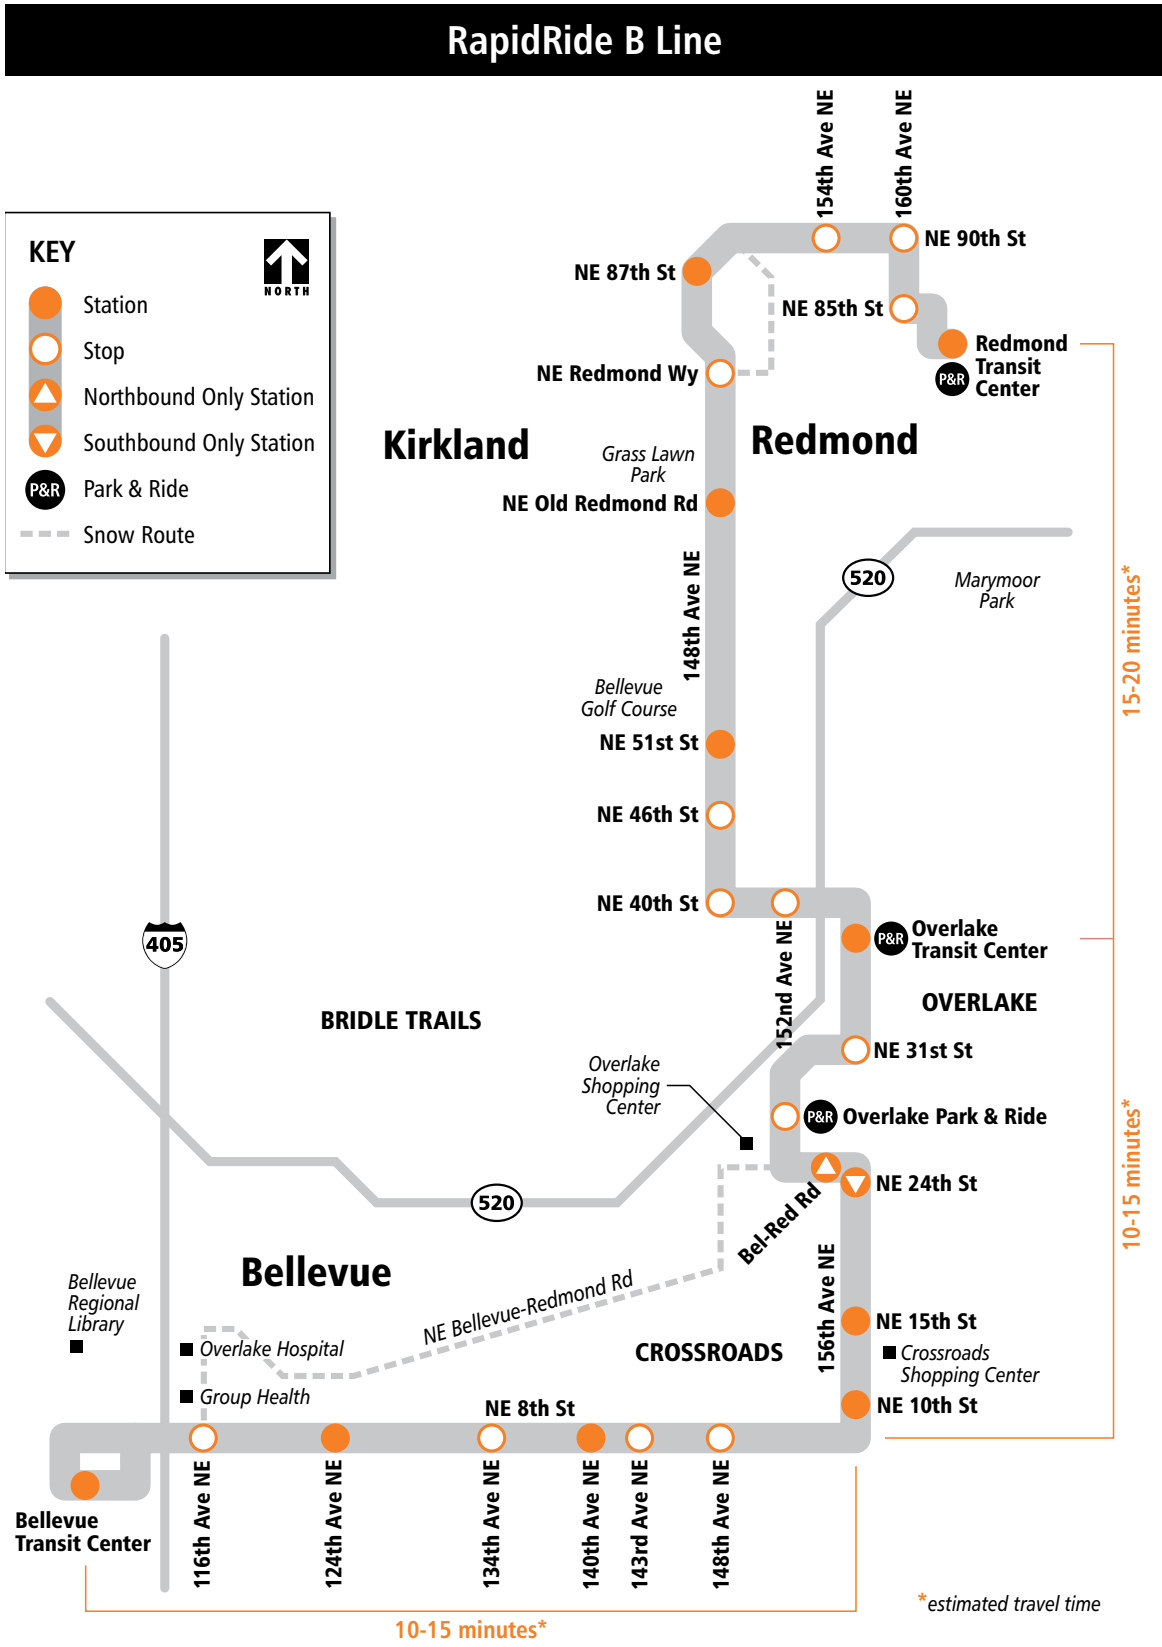 RapidRide B Line
154th Ave NE
160th Ave NE
KEY
NORTH
Station
Stop
Northbound Only Station
Southbound Only Station
P&R Park & Ride
Snow Route
NE 90th St
NE 87th St
NE 85th St
Redmond
Transit
Center
P&R
NE Redmond Wy
Kirkland
Redmond
Grass Lawn
Park
NE Old Redmond Rd
148th Ave NE
520
Marymoor
Park
15-20 minutes*
Bellevue
Golf Course
NE 51st St
NE 46th St
NE 40th St
152nd Ave NE
P&R
Overlake
Transit Center
405
OVERLAKE
BRIDLE TRAILS
NE 31st St
Overlake
Shopping
Center
P&R Overlake Park & Ride
10-15 minutes*
NE 24th St
Bel-Red Rd
520
Bellevue
156th Ave NE
Bellevue
Regional
Library
NE Bellevue-Redmond Rd
NE 15th St
Overlake Hospital
CROSSROADS
Crossroads
Shopping Center
Group Health
NE 10th St
NE 8th St
Bellevue
Transit Center
116th Ave NE
124th Ave NE
134th Ave NE
140th Ave NE
143rd Ave NE
148th Ave NE
*estimated travel time
10-15 minutes*